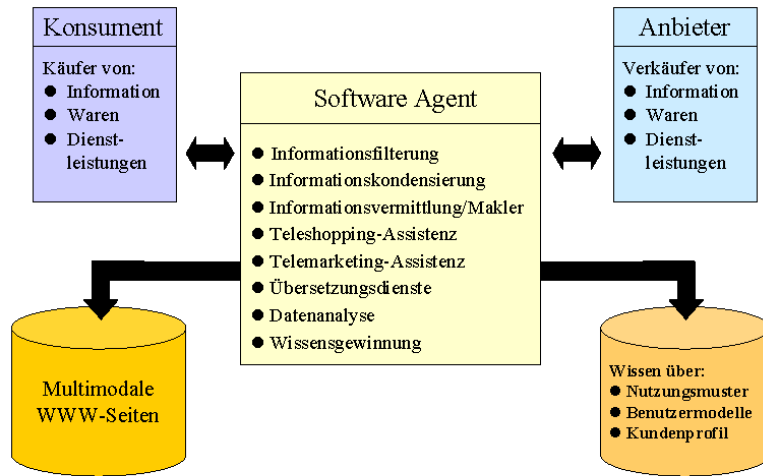 Konsument
Käufer von:
● Information
● Waren
● Dienst-
leistungen
Software Agent
● Informationsfilterung
● Informationskondensierung
● Informationsvermittlung/Makler
● Teleshopping-Assistenz
● Telemarketing-Assistenz
● Übersetzungsdienste
● Datenanalyse
● Wissensgewinnung
Anbieter
Verkäufer von:
● Information
● Waren
● Dienst-
leistungen
Multimodale
WWW-Seiten
Wissen über:
● Nutzungsmuster
● Benutzermodelle
● Kundenprofil